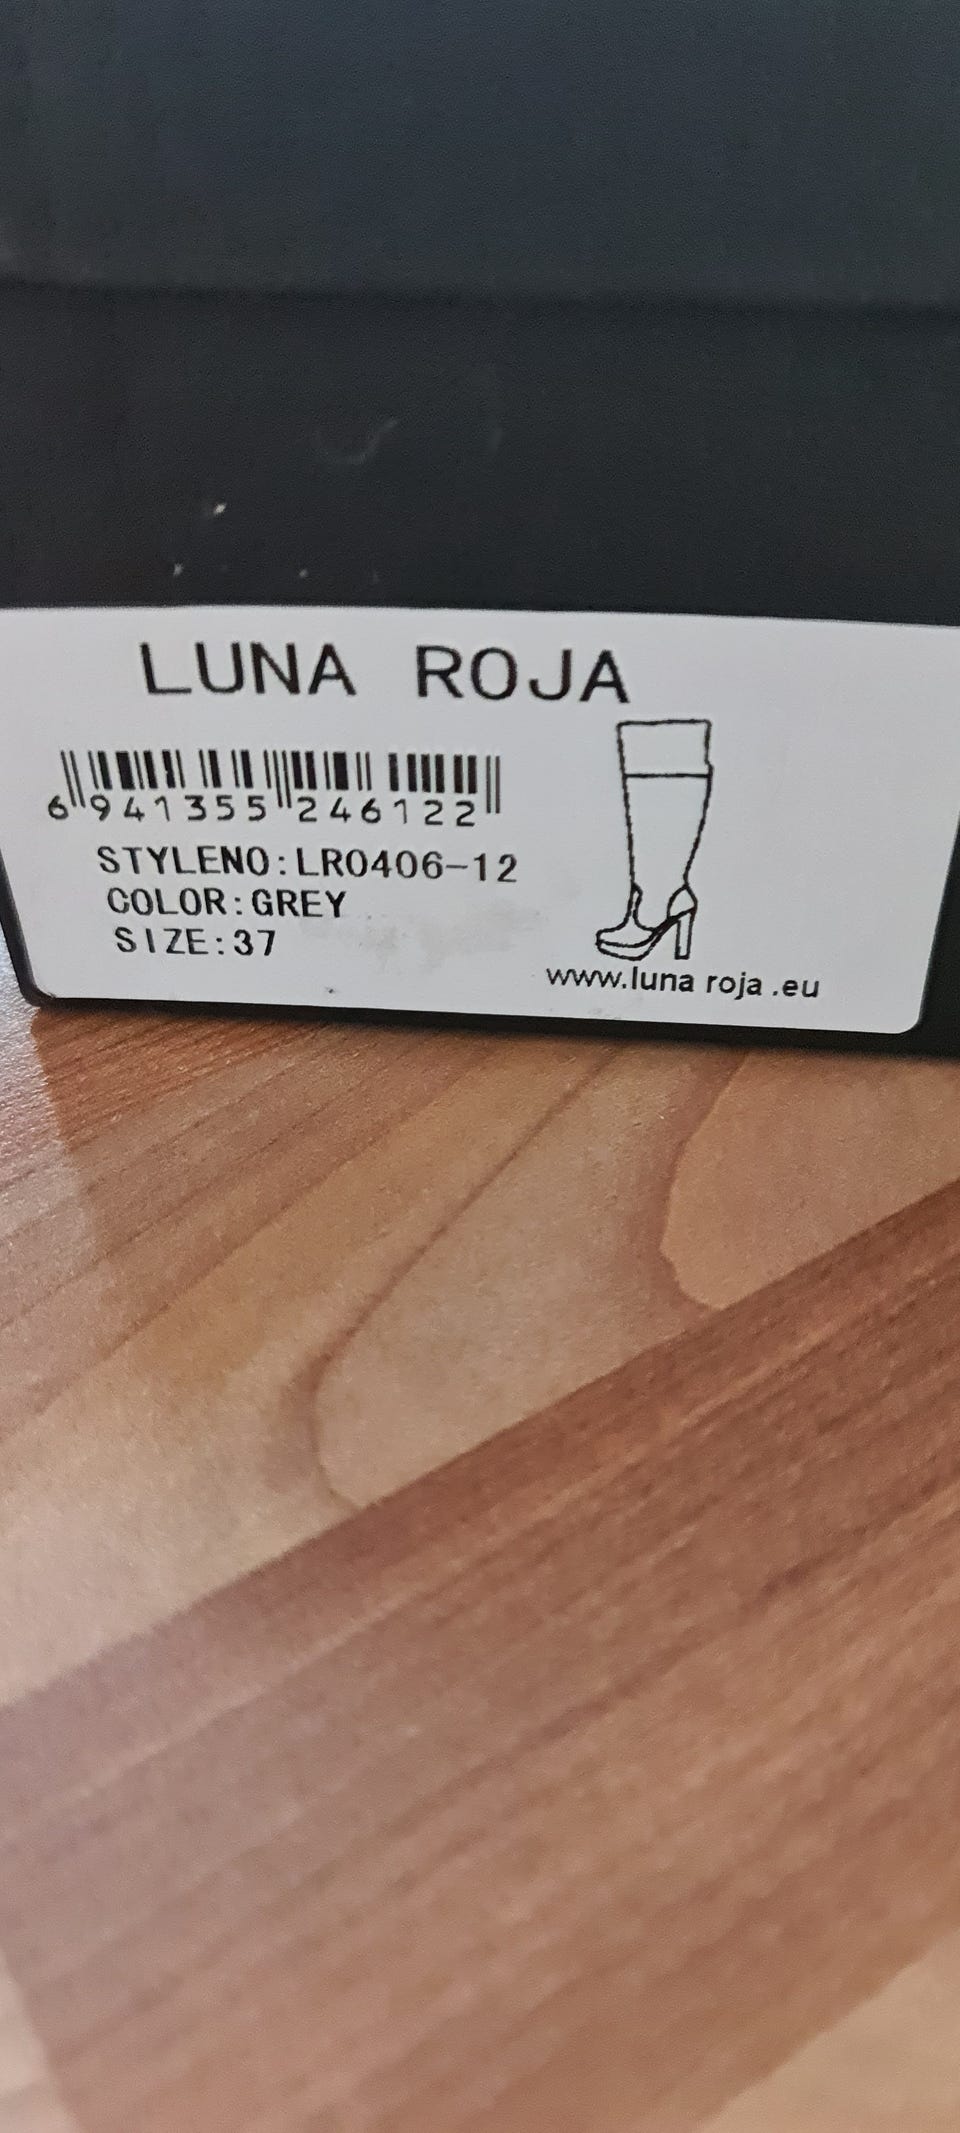 LUNA ROJA
6 941355 246122
STYLENO:LR0406-12
COLOR:GREY
SIZE:37
www.luna roja .eu